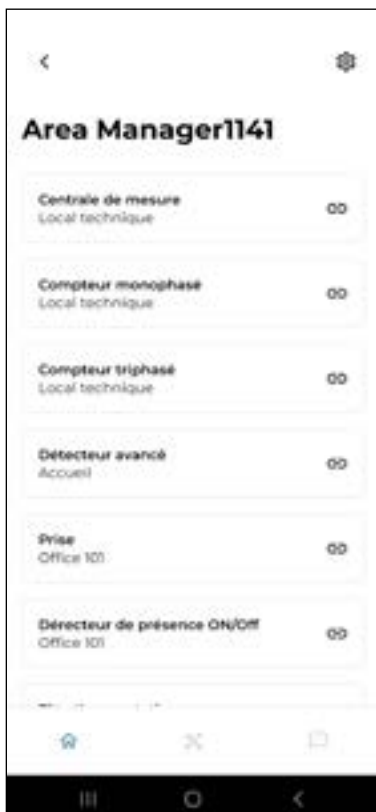 Area Manager1141
Centrale de mesure
Local technique
Compteur monophasé
Local technique
Compteur triphasé
Local technique
Détecteur avancé
Accueil
Prise
Office 101
Dérecteur de présence ON/Off
Office 101